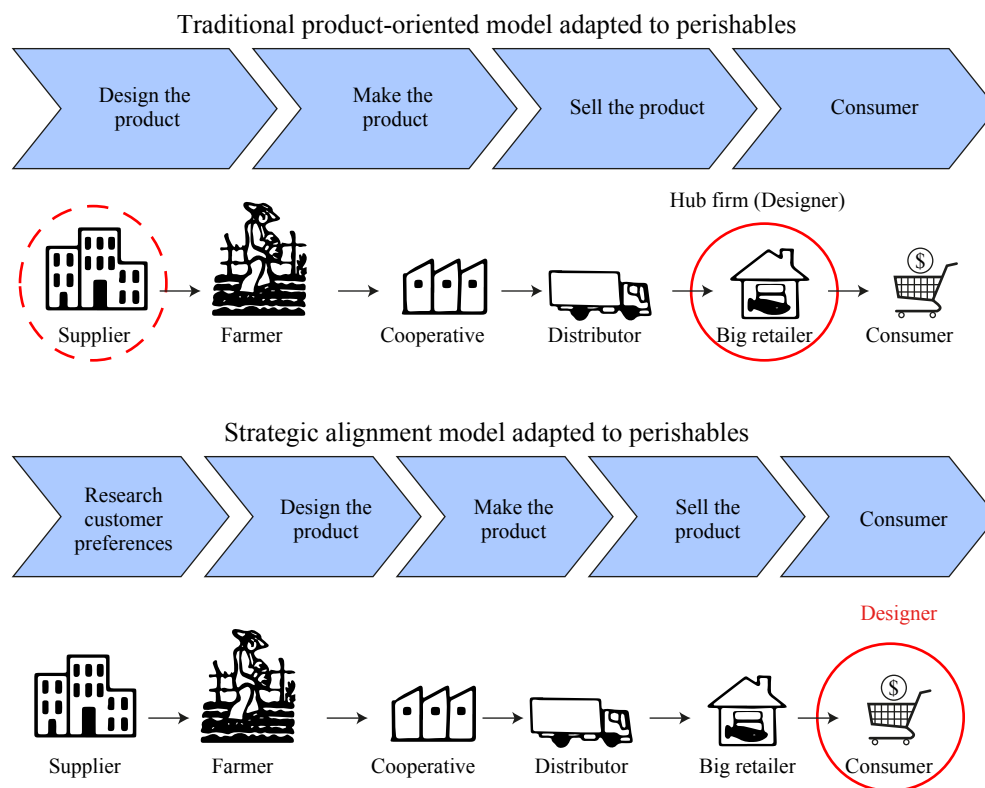 Traditional product-oriented model adapted to perishables
Design the
product
Make the
product
Sell the product
Consumer
Hub firm (Designer)
$
Supplier
Farmer
Cooperative
Distributor
Big retailer
Consumer
Strategic alignment model adapted to perishables
Research
customer
preferences
Design the
product
Make the
product
Sell the
product
Consumer
Designer
$
Supplier
Farmer
Cooperative
Distributor
Big retailer
Consumer